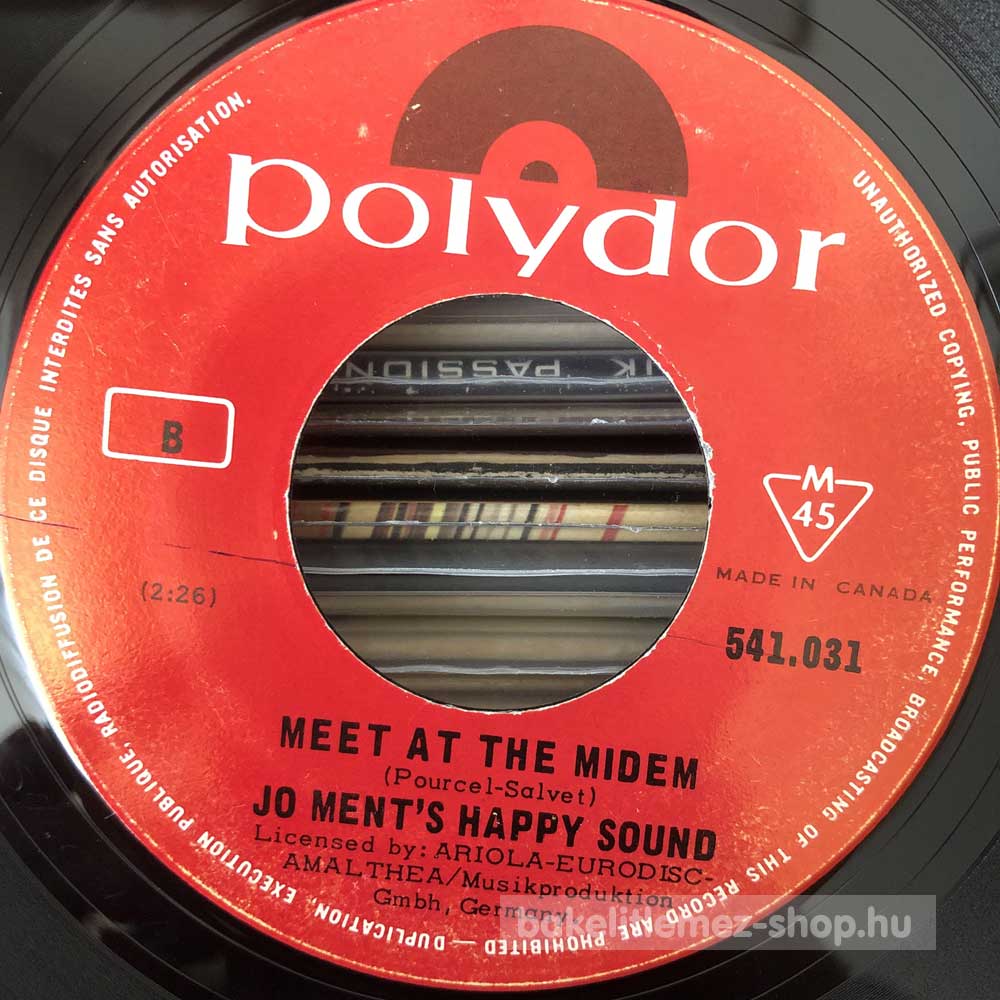 polydor
DUPLICATION, EXECUTION PUBLIQUE, RADIODIFFUSION DE CE DISQUE INTERDITES SANS AUTORISATION.
UNAUTHORIZED COPYING, PUBLIC PERFORMANCE, BROADCASTING OF THIS RECORD ARE PROHIBITED —
PASSION
B
M
45
(2:26)
MADE IN CANADA
541.031
MEET AT THE MIDEM
(Pourcel-Salvet)
JO MENT'S HAPPY SOUND
Licensed by: ARIOLA-EURODISC-
AMALTHEA/Musikproduktion
Gmbh, Germany.
bakelitlemez-shop.hu